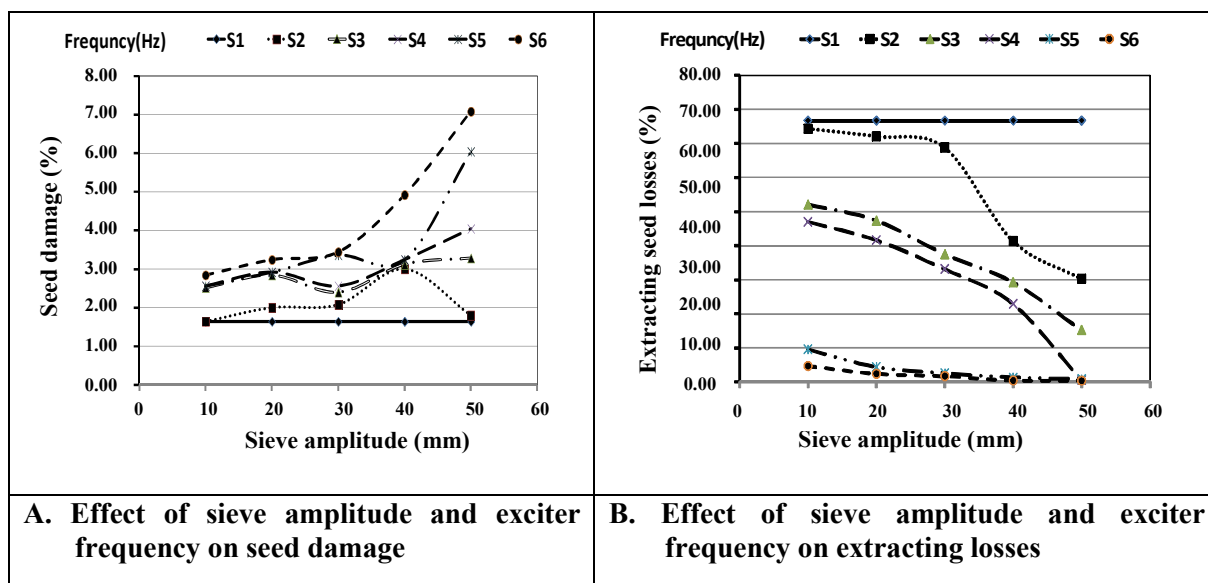 Frequncy(Hz) S1 S2 S3 S4 S5 S6
8.00
7.00
6.00
5.00
4.00
3.00
2.00
1.00
0.00
Seed damage (%)
0 10 20 30 40 50 60
Sieve amplitude (mm)
Frequncy(Hz) S1 S2 S3 S4 S5 S6
80.00
70.00
60.00
50.00
40.00
30.00
20.00
10.00
0.00
Extracting seed losses (%)
0 10 20 30 40 50 60
Sieve amplitude (mm)
A. Effect of sieve amplitude and exciter
frequency on seed damage
B. Effect of sieve amplitude and exciter
frequency on extracting losses